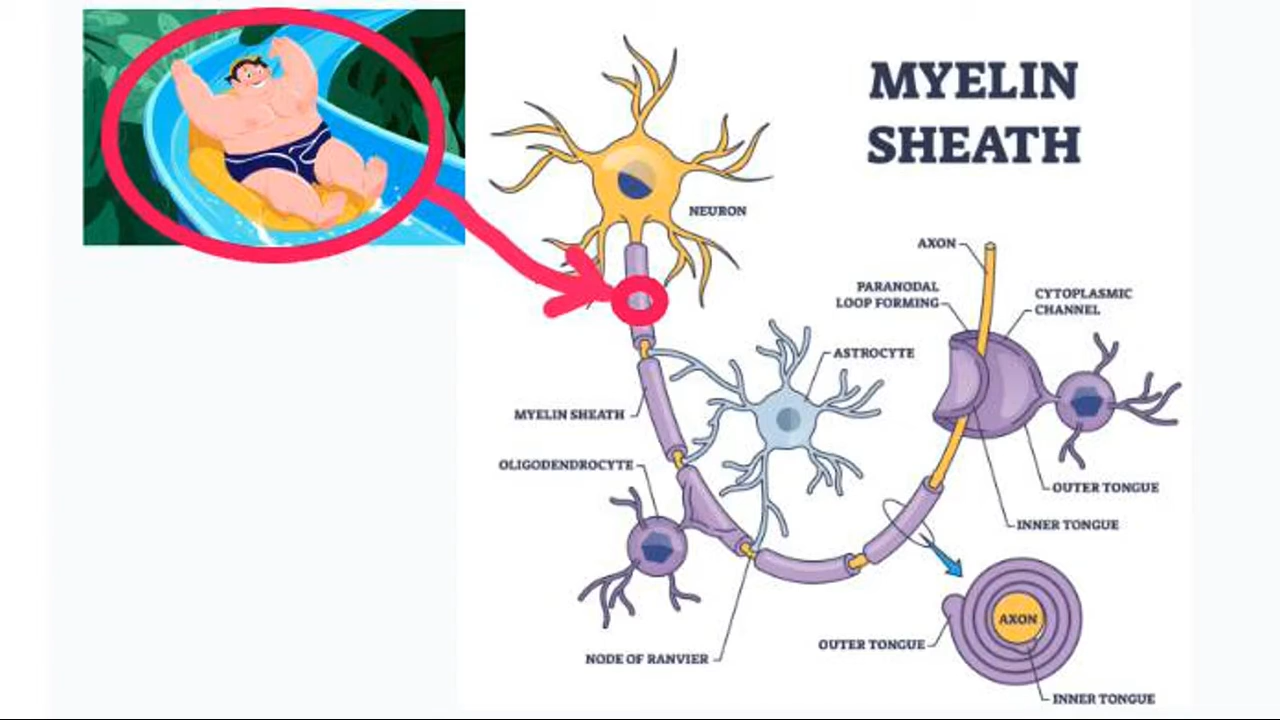 MYELIN
SHEATH
NEURON
AXON
PARANODAL
LOOP FORMING
CYTOPLASMIC
CHANNEL
ASTROCYTE
MYELIN SHEATH
OLIGODENDROCYTE
OUTER TONGUE
INNER TONGUE
AXON
OUTER TONGUE
NODE OF RANVIER
INNER TONGUE